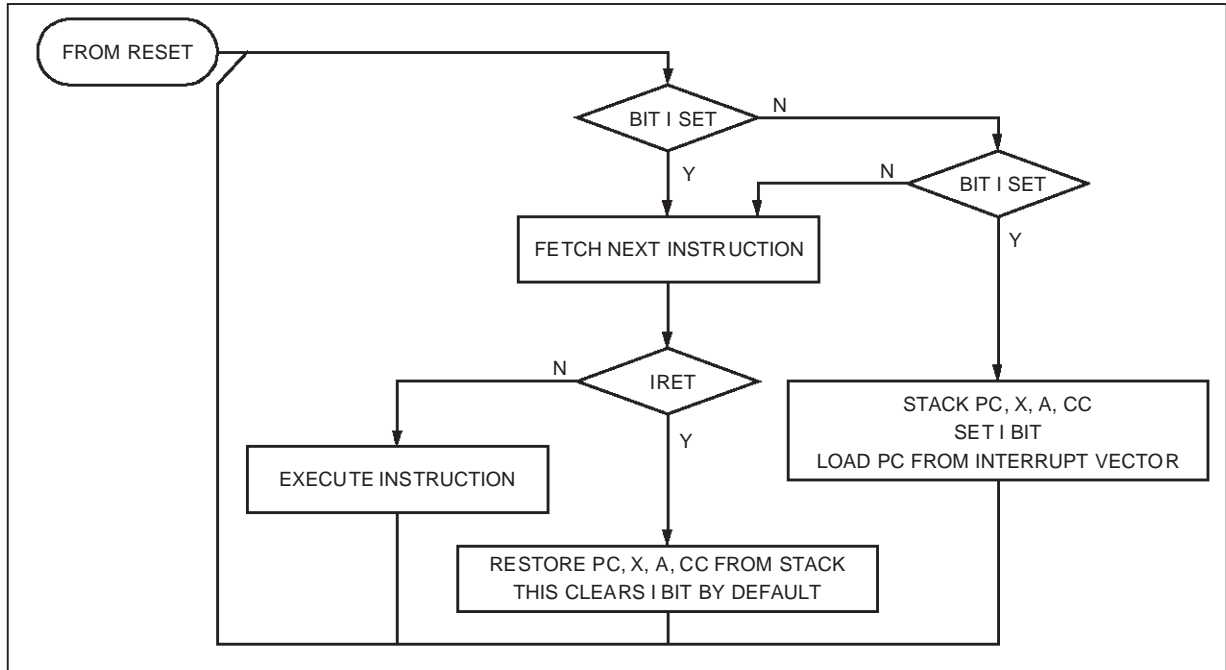 FROM RESET
BIT I SET
N
Y
N
BIT I SET
Y
FETCH NEXT INSTRUCTION
N
IRET
Y
STACK PC, X, A, CC
SET I BIT
LOAD PC FROM INTERRUPT VECTOR
EXECUTE INSTRUCTION
RESTORE PC, X, A, CC FROM STACK
THIS CLEARS I BIT BY DEFAULT